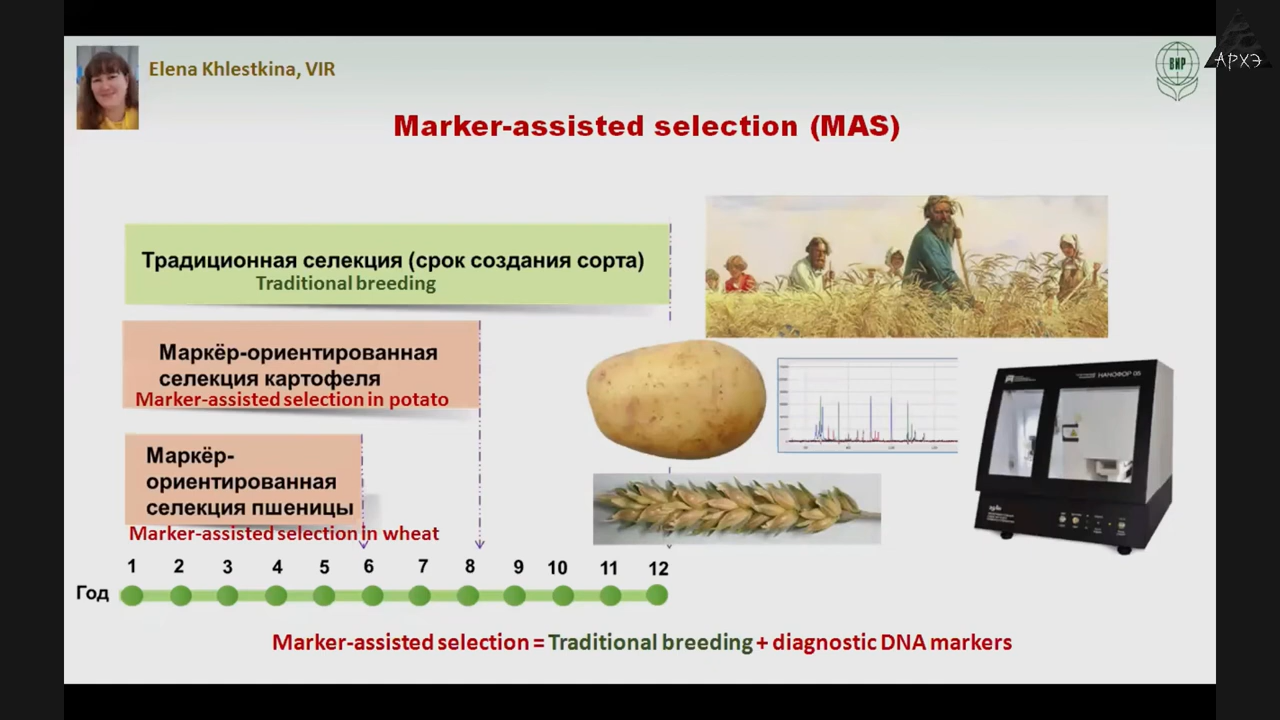 Elena Khlestkina, VIR
ВИР
АРХЭ
Marker-assisted selection (MAS)
Традиционная селекция (срок создания сорта)
Traditional breeding
Маркёр-ориентированная
селекция картофеля
Marker-assisted selection in potato
НАНОФОР 05
Маркёр-
ориентированная
селекция пшеницы
Marker-assisted selection in wheat
1 2 3 4 5 6 7 8 9 10 11 12
Год
Marker-assisted selection = Traditional breeding + diagnostic DNA markers